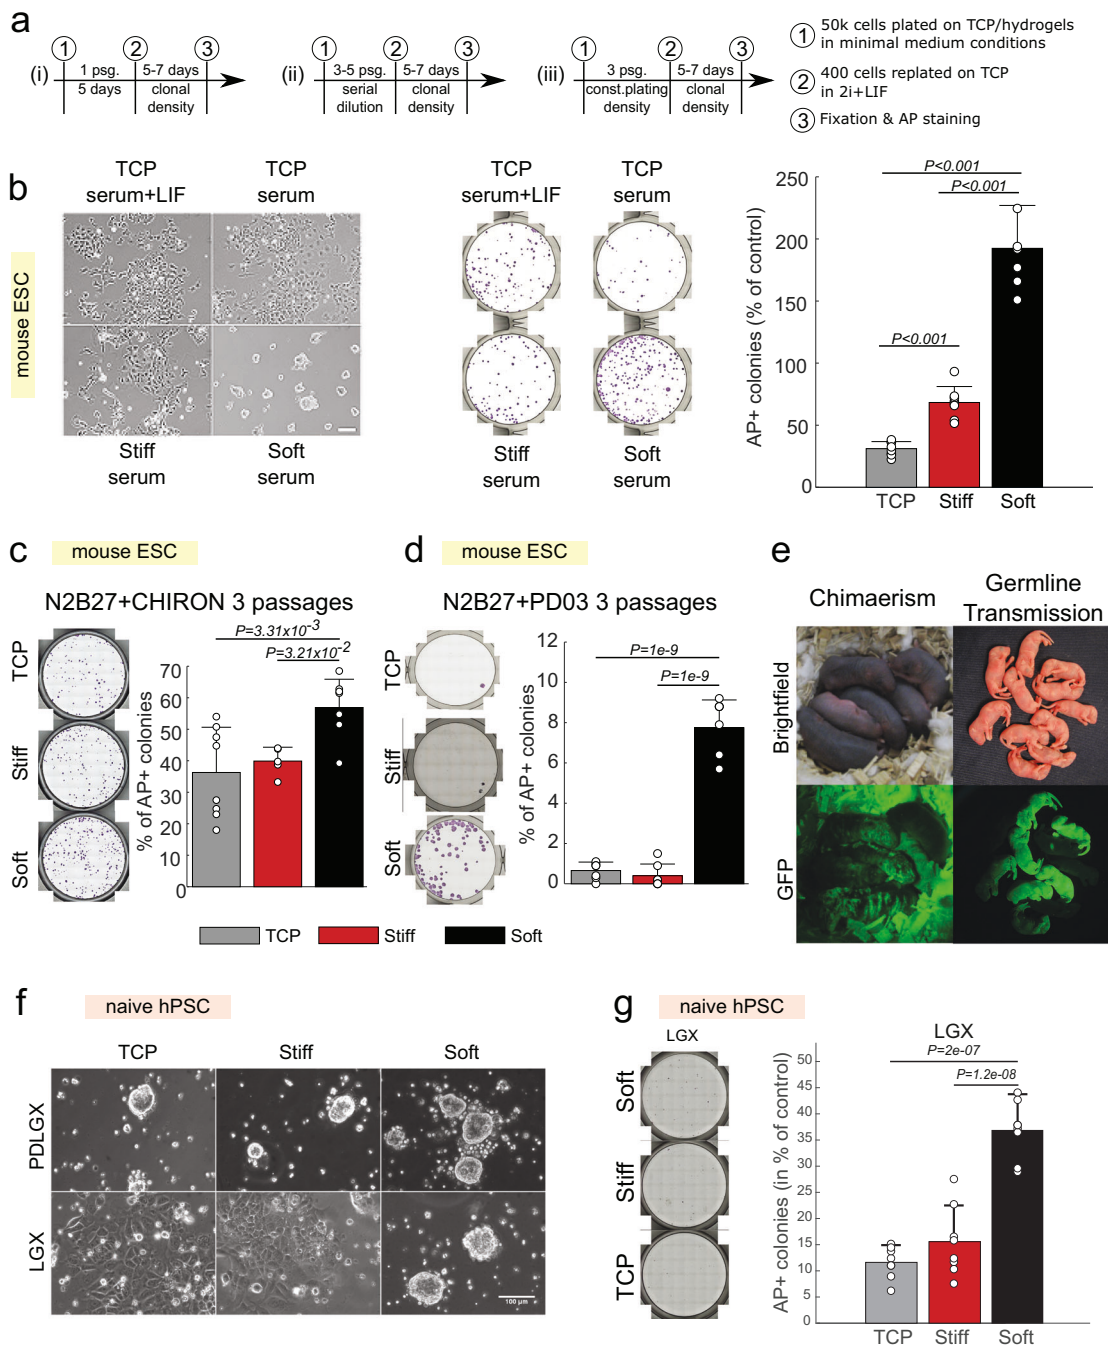 a
(i)
1
2
3
1 psg.
5-7 days
5 days
clonal
density
(ii)
1
2
3
3-5 psg.
5-7 days
serial
dilution
clonal
density
(iii)
1
2
3
3 psg.
5-7 days
const.plating
density
clonal
density
1 50k cells plated on TCP/hydrogels
in minimal medium conditions
2 400 cells replated on TCP
in 2i+LIF
3 Fixation & AP staining
b
mouse ESC
TCP
serum+LIF
TCP
serum
Stiff
serum
Soft
serum
TCP
serum+LIF
TCP
serum
Stiff
serum
Soft
serum
AP+ colonies (% of control)
250
200
150
100
50
0
P<0.001
P<0.001
P<0.001
TCP
Stiff
Soft
c
mouse ESC
N2B27+CHIRON 3 passages
TCP
Stiff
Soft
% of AP+ colonies
70
60
50
40
30
20
10
0
P=3.31x10-3
P=3.21x10-2
d
mouse ESC
N2B27+PD03 3 passages
TCP
Stiff
Soft
% of AP+ colonies
12
10
8
6
4
2
0
P=1e-9
P=1e-9
TCP
Stiff
Soft
e
Chimaerism
Germline
Transmission
Brightfield
GFP
f
naive hPSC
TCP
Stiff
Soft
PDLGX
LGX
100 µm
g
naive hPSC
LGX
Soft
Stiff
TCP
LGX
AP+ colonies (in % of control)
50
45
40
35
30
25
20
15
10
5
0
P=2e-07
P=1.2e-08
TCP
Stiff
Soft